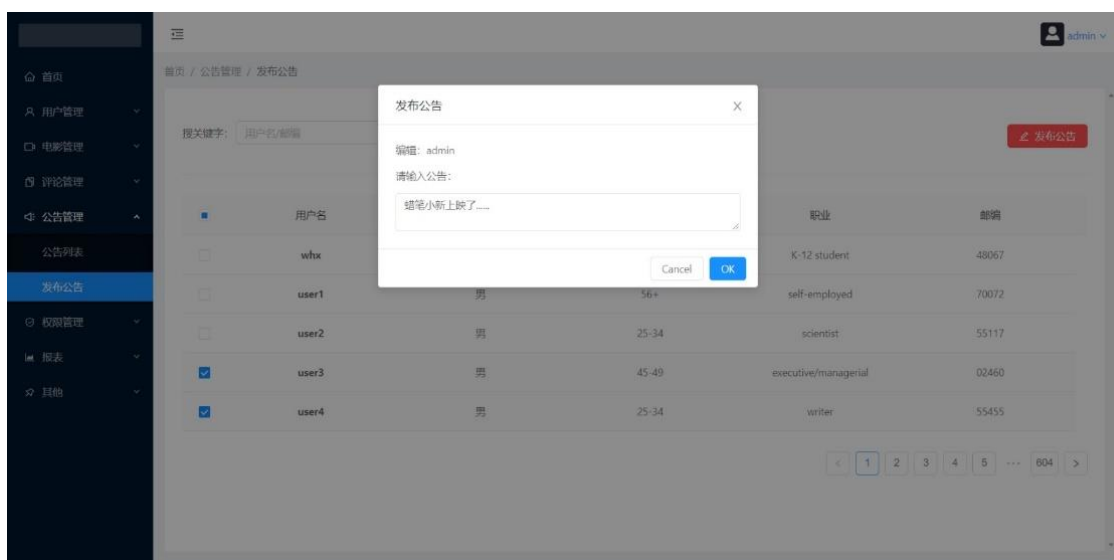 admin
首页
首页 / 公告管理 / 发布公告
用户管理
电影管理
评论管理
公告管理
公告列表
发布公告
权限管理
报表
其他
搜关键字： 用户名/邮编
发布公告
发布公告
编辑：admin
请输入公告：
蜡笔小新上映了......
Cancel OK
用户名 职业 邮编
whx K-12 student 48067
user1 男 56+ self-employed 70072
user2 男 25-34 scientist 55117
user3 男 45-49 executive/managerial 02460
user4 男 25-34 writer 55455
< 1 2 3 4 5 ··· 604 >